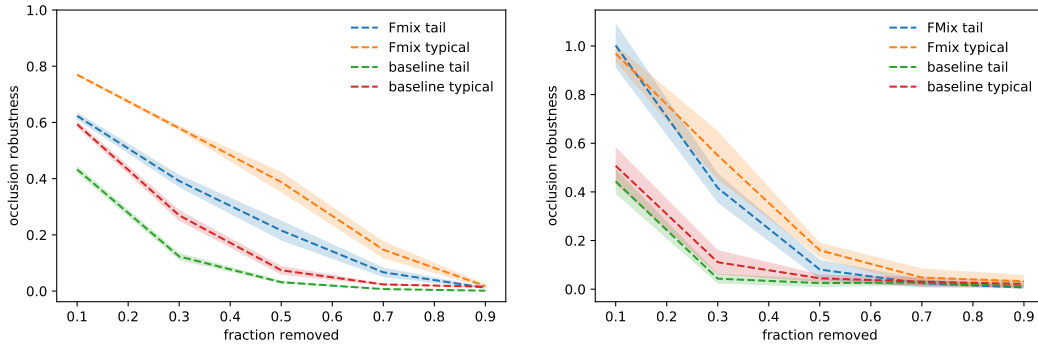 1.0
0.8
0.6
0.4
0.2
0.0
occlusion robustness
0.1 0.2 0.3 0.4 0.5 0.6 0.7 0.8 0.9
fraction removed
Fmix tail
Fmix typical
baseline tail
baseline typical
1.0
0.8
0.6
0.4
0.2
0.0
occlusion robustness
0.1 0.2 0.3 0.4 0.5 0.6 0.7 0.8 0.9
fraction removed
FMix tail
Fmix typical
baseline tail
baseline typical